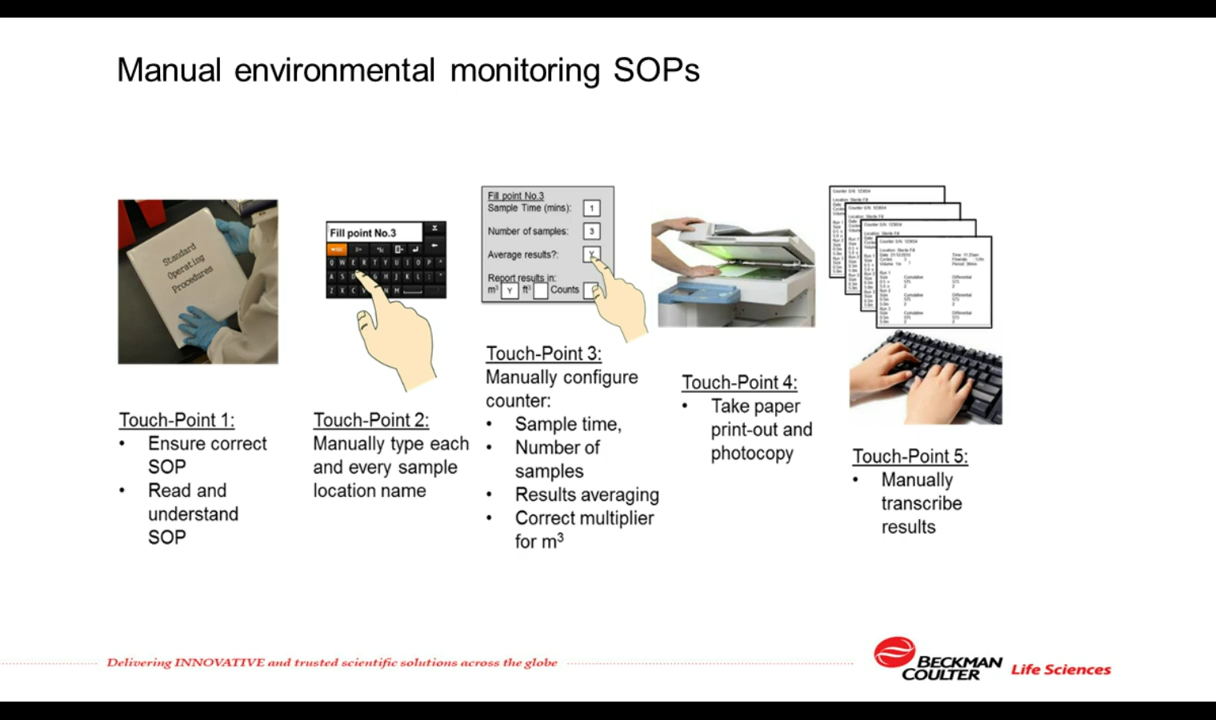 Manual environmental monitoring SOPs
Standard
Operating
Procedures
Fill point No.3
Fill point No.3
Sample Time (mins): 1
Number of samples: 3
Average results?: Y
Report results in:
m³ Y ft³ Counts
Touch-Point 1:
• Ensure correct
SOP
• Read and
understand
SOP
Touch-Point 2:
Manually type each
and every sample
location name
Touch-Point 3:
Manually configure
counter:
• Sample time,
• Number of
samples
• Results averaging
• Correct multiplier
for m³
Touch-Point 4:
• Take paper
print-out and
photocopy
Touch-Point 5:
• Manually
transcribe
results
Delivering INNOVATIVE and trusted scientific solutions across the globe
BECKMAN
COULTER
Life Sciences